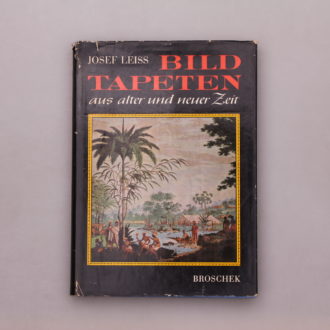 JOSEF LEISS BILD
TAPETEN
aus alter und neuer Zeit
BROSCHEK